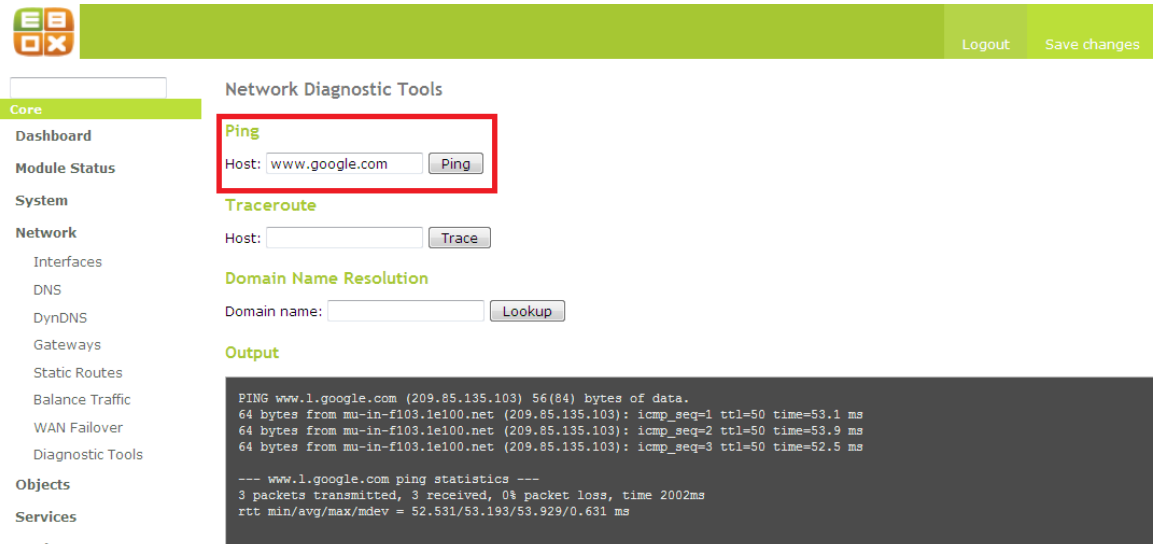 EBOX
Logout Save changes
Core
Dashboard
Module Status
System
Network
Interfaces
DNS
DynDNS
Gateways
Static Routes
Balance Traffic
WAN Failover
Diagnostic Tools
Objects
Services
Network Diagnostic Tools
Ping
Host: www.google.com Ping
Traceroute
Host: Trace
Domain Name Resolution
Domain name: Lookup
Output
PING www.l.google.com (209.85.135.103) 56(84) bytes of data.
64 bytes from mu-in-f103.1e100.net (209.85.135.103): icmp_seq=1 ttl=50 time=53.1 ms
64 bytes from mu-in-f103.1e100.net (209.85.135.103): icmp_seq=2 ttl=50 time=53.9 ms
64 bytes from mu-in-f103.1e100.net (209.85.135.103): icmp_seq=3 ttl=50 time=52.5 ms
--- www.l.google.com ping statistics ---
3 packets transmitted, 3 received, 0% packet loss, time 2002ms
rtt min/avg/max/mdev = 52.531/53.193/53.929/0.631 ms